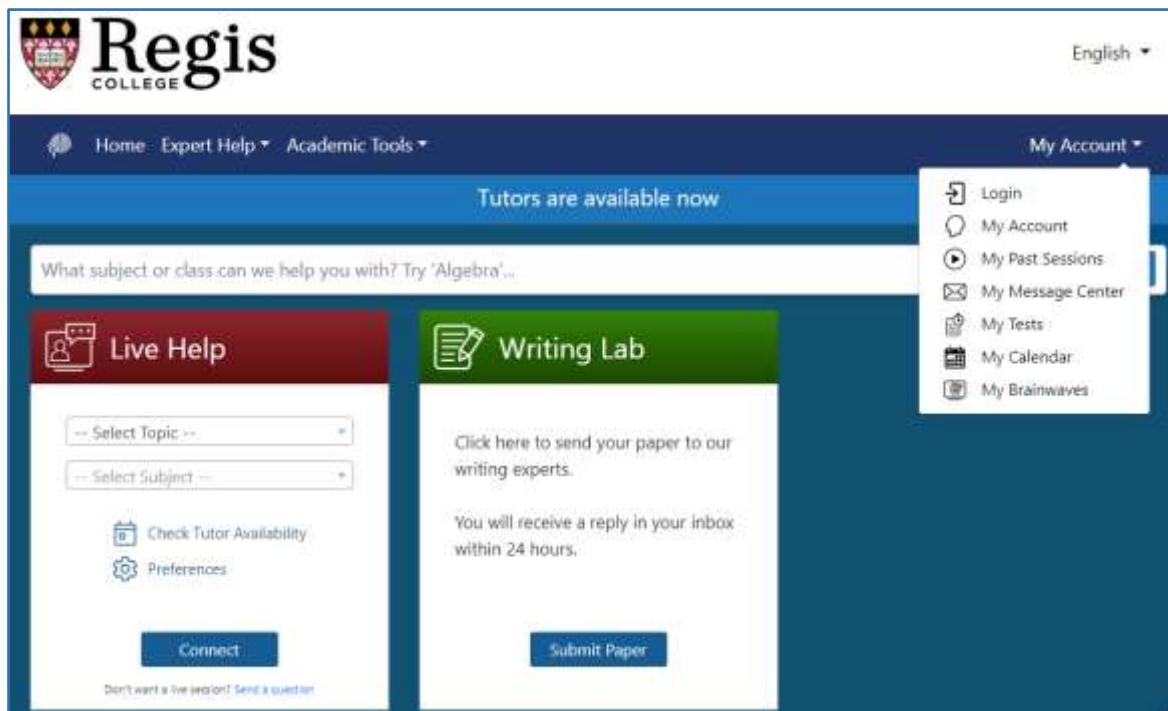 Regis
COLLEGE
English
Home Expert Help Academic Tools
My Account
Tutors are available now
Login
My Account
My Past Sessions
My Message Center
My Tests
My Calendar
My Brainwaves
What subject or class can we help you with? Try 'Algebra'...
Live Help
-- Select Topic --
-- Select Subject --
Check Tutor Availability
Preferences
Connect
Don't want a live session? Send a question
Writing Lab
Click here to send your paper to our
writing experts.
You will receive a reply in your inbox
within 24 hours.
Submit Paper